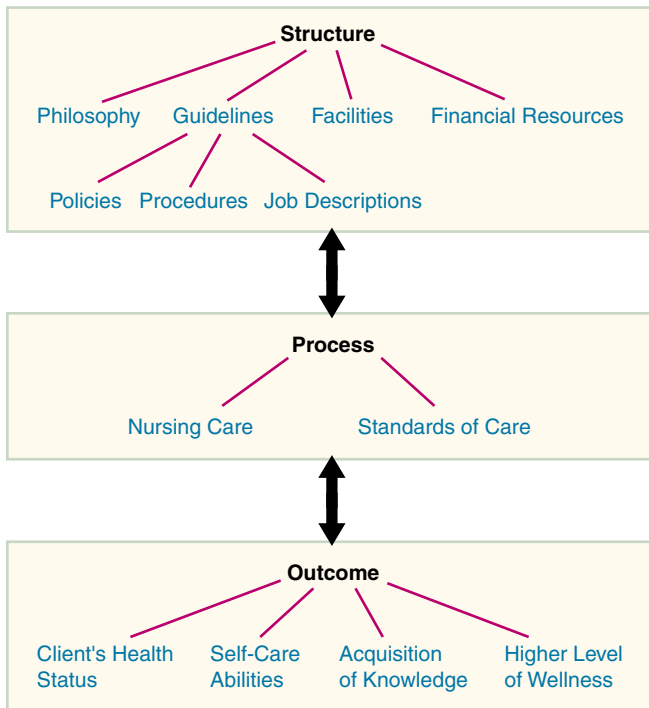 Structure
Philosophy Guidelines Facilities Financial Resources
Policies Procedures Job Descriptions
Process
Nursing Care Standards of Care
Outcome
Client's Health Self-Care Acquisition Higher Level
Status Abilities of Knowledge of Wellness